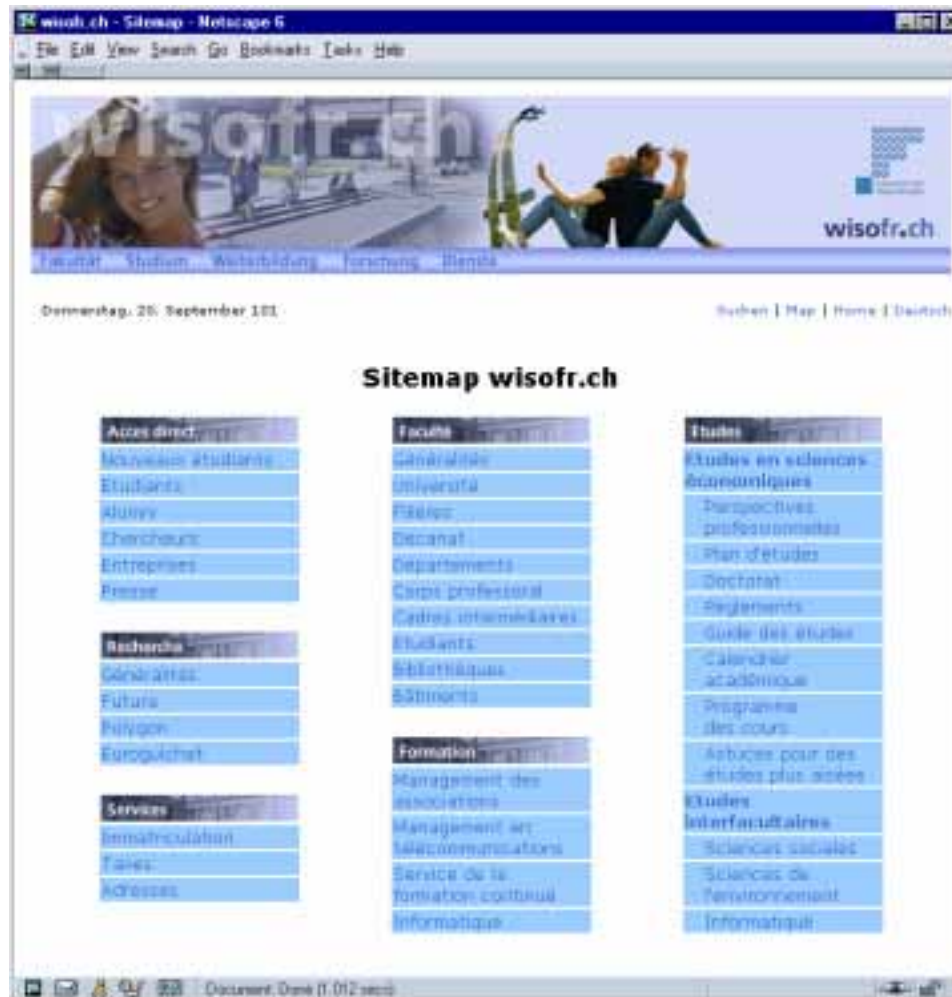 wisofr.ch - Sitemap - Netscape 6
File Edit View Search Go Bookmarks Tasks Help
wisofr.ch
wisofr.ch
Fakultät Studium Weiterbildung Forschung Dienste
Donnerstag, 20. September 101
Suchen | Map | Home | Deutsch
Sitemap wisofr.ch
Acces direct
Nouveaux étudiants
Etudiants
Alumni
Chercheurs
Entreprises
Presse
Recherche
Généralités
Futura
Polygon
Euroguichet
Services
Immatriculation
Taxes
Adresses
Faculté
Généralités
Université
Filières
Décanat
Départements
Corps professoral
Cadres intermédiaires
Etudiants
Bibliothèques
Bâtiments
Formation
Management des
associations
Management en
télécommunications
Service de la
formation continue
Informatique
Etudes
Etudes en sciences
économiques
Perspectives
professionnelles
Plan d'études
Doctorat
Règlements
Guide des études
Calendrier
académique
Programme
des cours
Astuces pour des
études plus aisées
Etudes
interfacultaires
Sciences sociales
Sciences de
l'environnement
Informatique
Document: Done (1.012 secs)